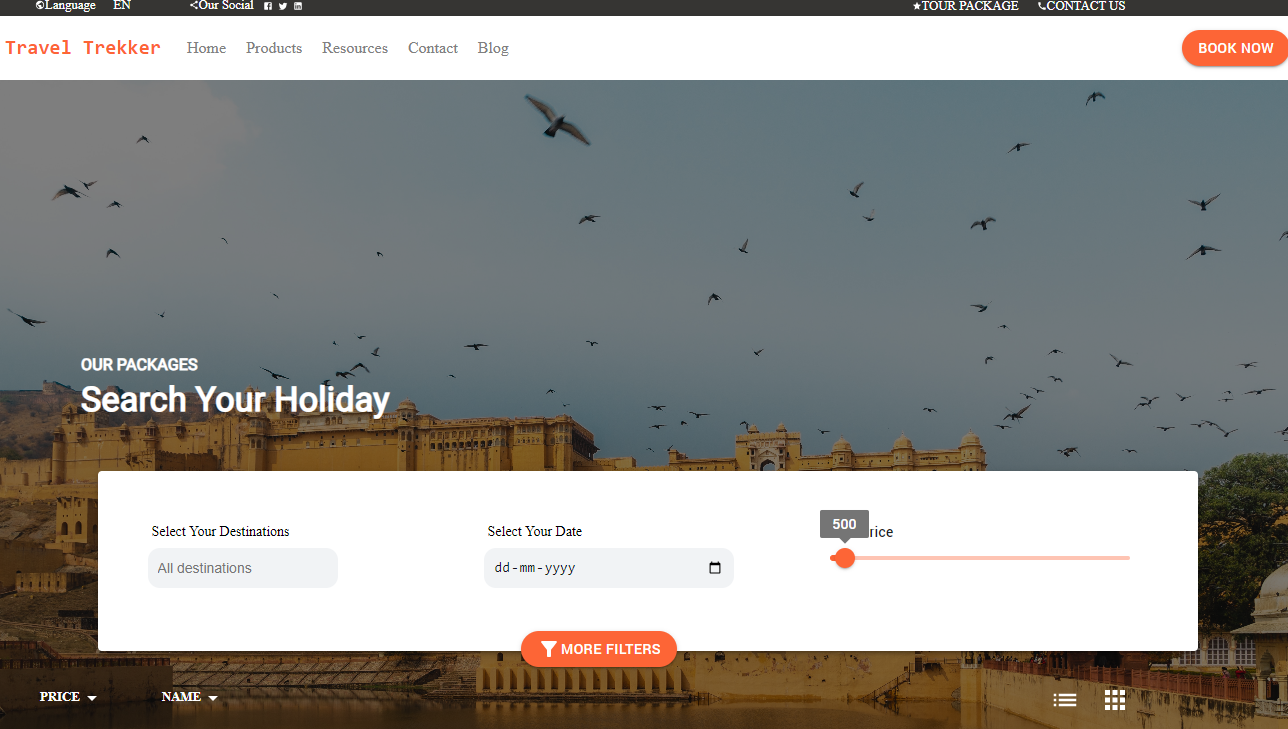 Language EN Our Social TOUR PACKAGE CONTACT US
Travel Trekker Home Products Resources Contact Blog BOOK NOW
OUR PACKAGES
Search Your Holiday
Select Your Destinations Select Your Date 500 rice
All destinations dd-mm-yyyy
MORE FILTERS
PRICE NAME